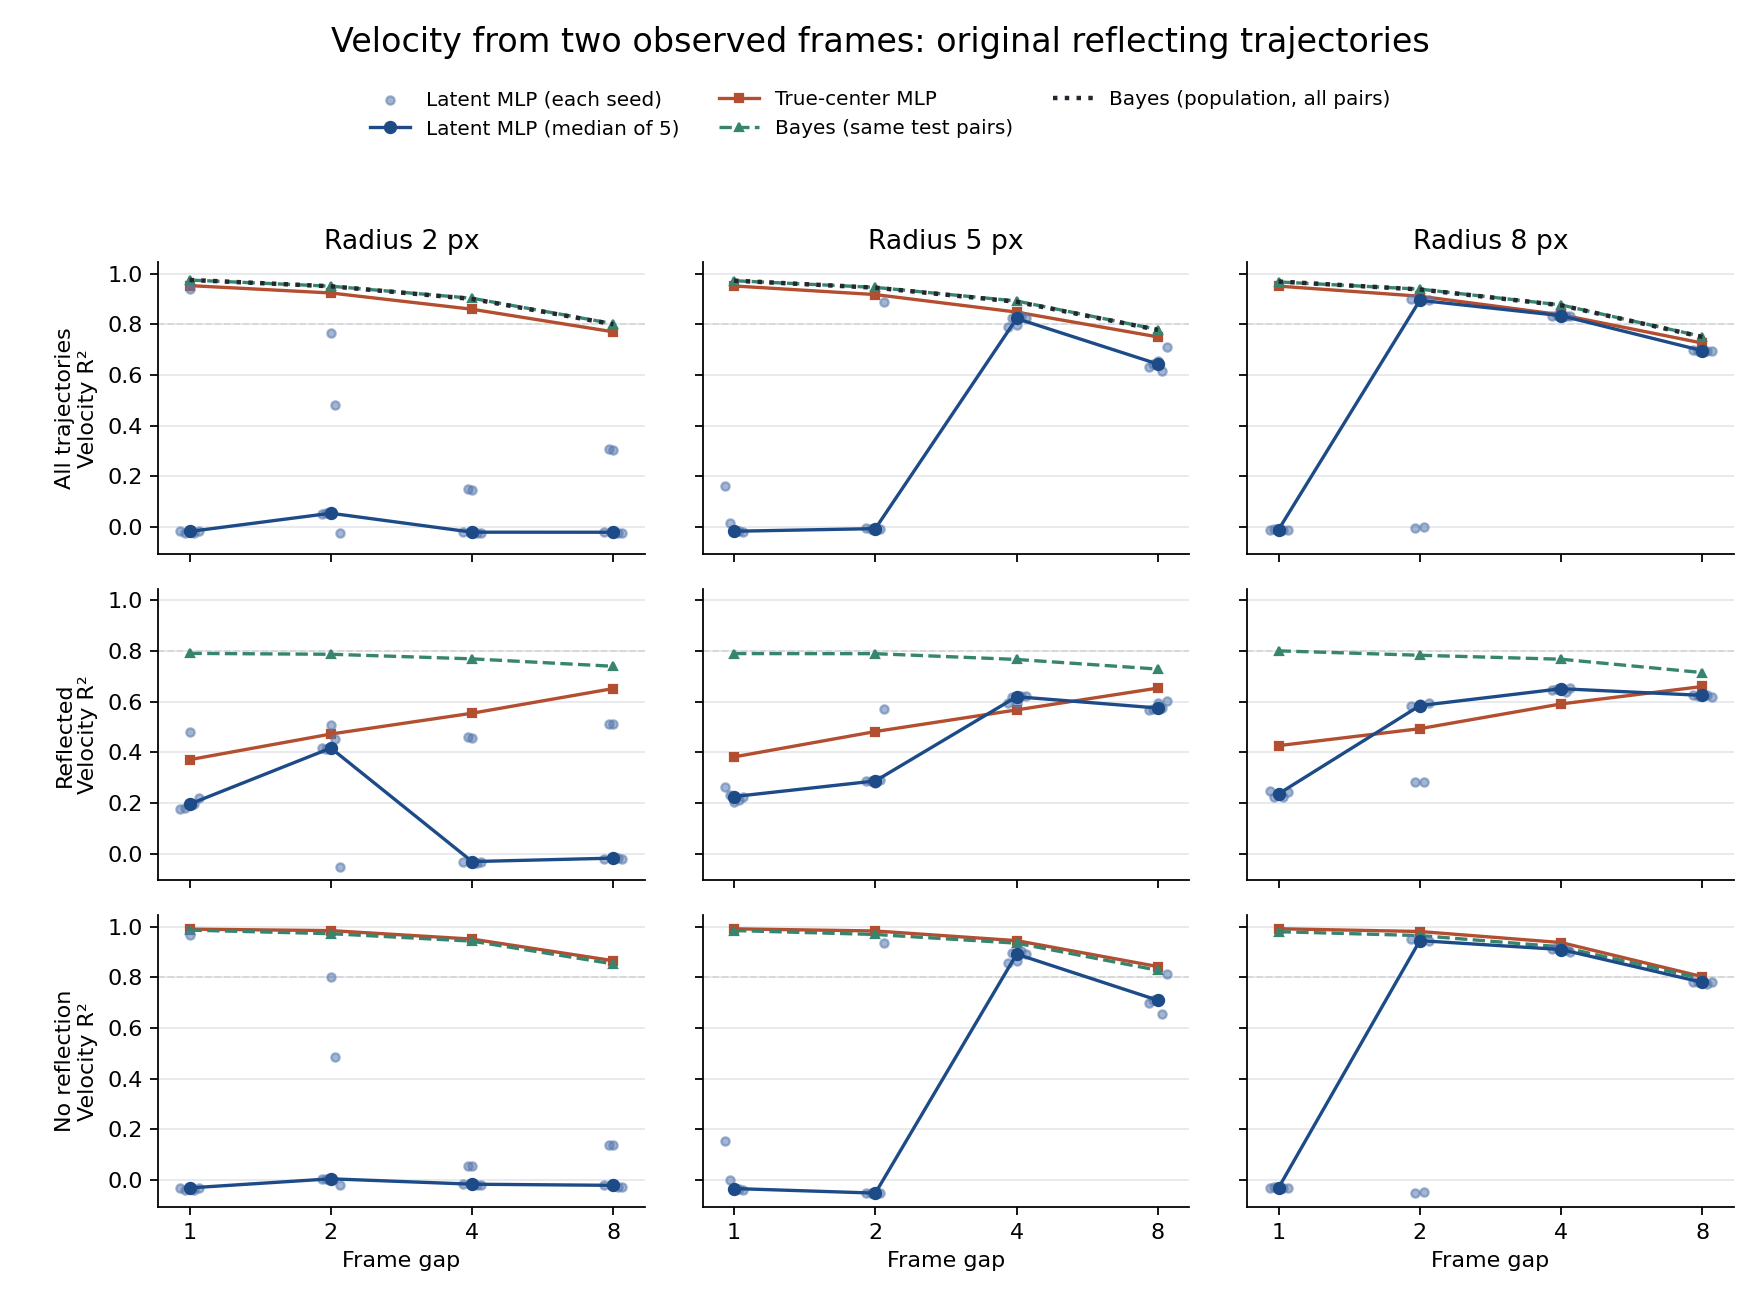 Velocity from two observed frames: original reflecting trajectories
Latent MLP (each seed)
Latent MLP (median of 5)
True-center MLP
Bayes (same test pairs)
Bayes (population, all pairs)
Radius 2 px
Radius 5 px
Radius 8 px
All trajectories
Velocity R²
1.0
0.8
0.6
0.4
0.2
0.0
Reflected
Velocity R²
1.0
0.8
0.6
0.4
0.2
0.0
No reflection
Velocity R²
1.0
0.8
0.6
0.4
0.2
0.0
1 2 4 8
1 2 4 8
1 2 4 8
Frame gap
Frame gap
Frame gap